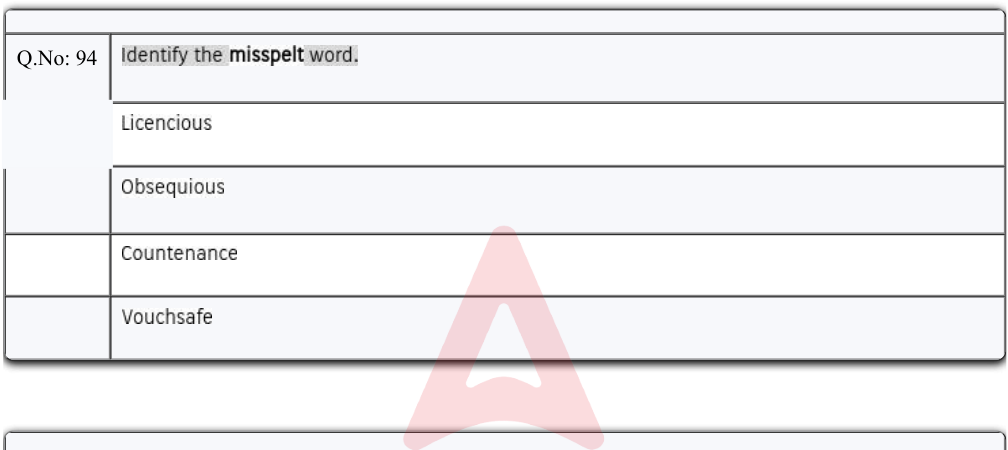 Q.No: 94 Identify the misspelt word.
Licencious
Obsequious
Countenance
Vouchsafe